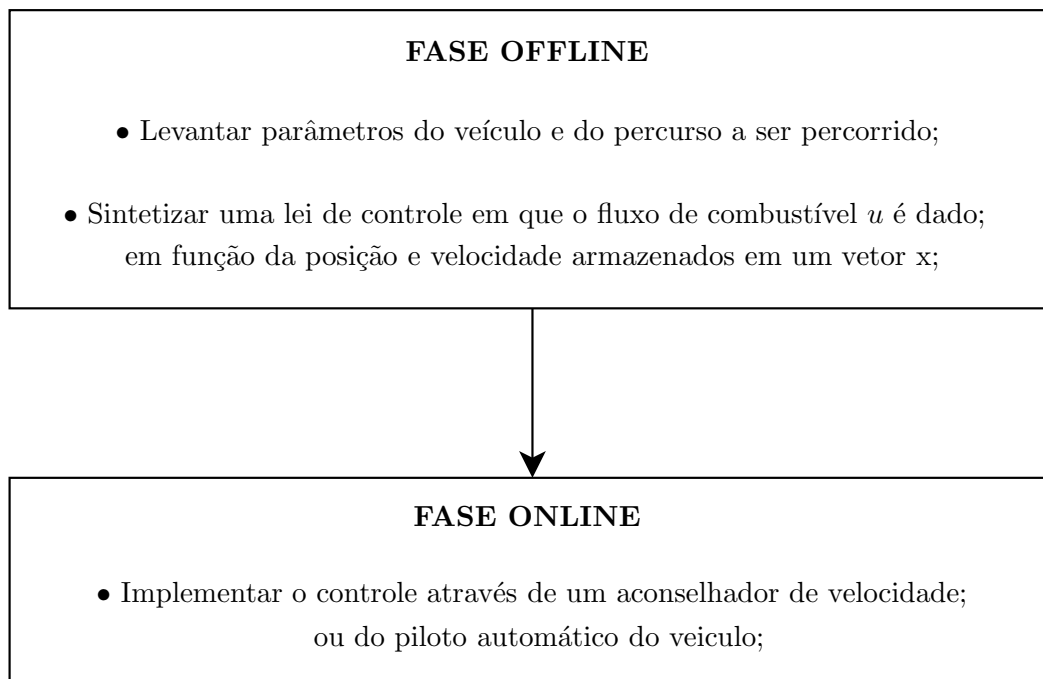 FASE OFFLINE
• Levantar parâmetros do veículo e do percurso a ser percorrido;
• Sintetizar uma lei de controle em que o fluxo de combustível u é dado;
em função da posição e velocidade armazenados em um vetor x;
FASE ONLINE
• Implementar o controle através de um aconselhador de velocidade;
ou do piloto automático do veiculo;